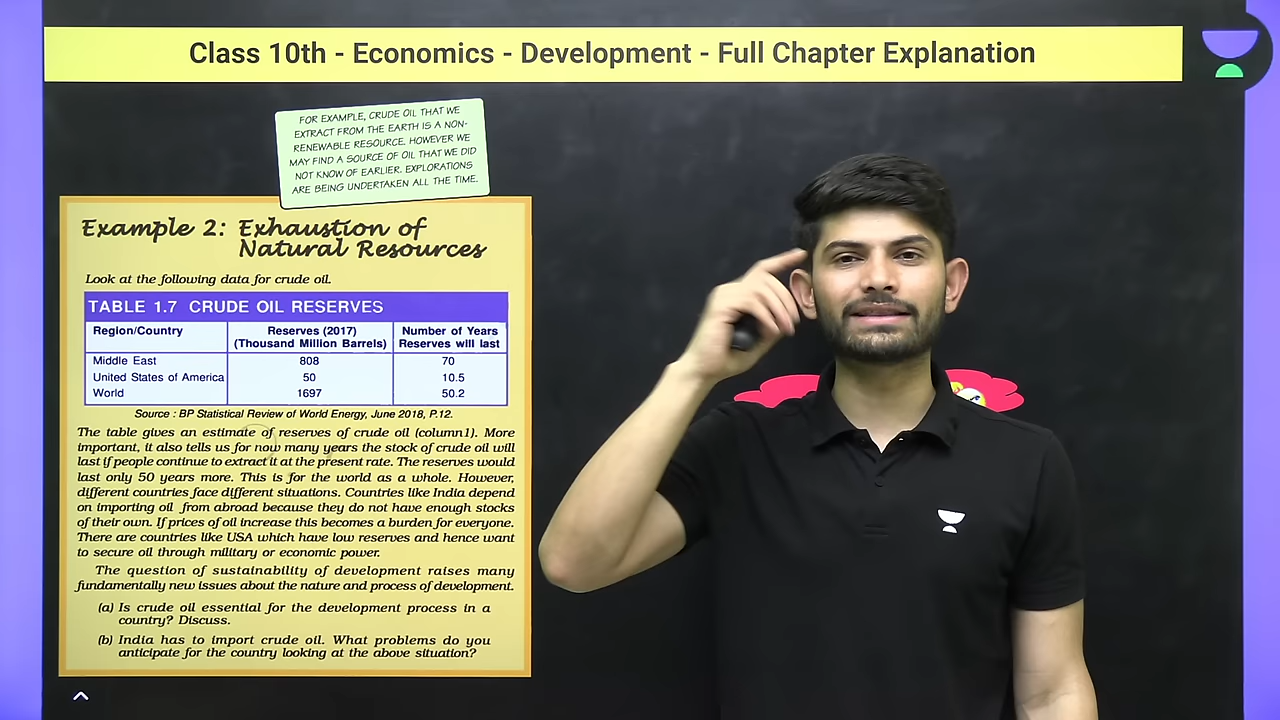 Class 10th - Economics - Development - Full Chapter Explanation
FOR EXAMPLE, CRUDE OIL THAT WE
EXTRACT FROM THE EARTH IS A NON-
RENEWABLE RESOURCE. HOWEVER WE
MAY FIND A SOURCE OF OIL THAT WE DID
NOT KNOW OF EARLIER. EXPLORATIONS
ARE BEING UNDERTAKEN ALL THE TIME.
Example 2: Exhaustion of
Natural Resources
Look at the following data for crude oil.
TABLE 1.7 CRUDE OIL RESERVES
Region/Country Reserves (2017) Number of Years
(Thousand Million Barrels) Reserves will last
Middle East 808 70
United States of America 50 10.5
World 1697 50.2
Source : BP Statistical Review of World Energy, June 2018, P.12.
The table gives an estimate of reserves of crude oil (column1). More
important, it also tells us for how many years the stock of crude oil will
last if people continue to extract it at the present rate. The reserves would
last only 50 years more. This is for the world as a whole. However,
different countries face different situations. Countries like India depend
on importing oil from abroad because they do not have enough stocks
of their own. If prices of oil increase this becomes a burden for everyone.
There are countries like USA which have low reserves and hence want
to secure oil through military or economic power.
The question of sustainability of development raises many
fundamentally new issues about the nature and process of development.
(a) Is crude oil essential for the development process in a
country? Discuss.
(b) India has to import crude oil. What problems do you
anticipate for the country looking at the above situation?